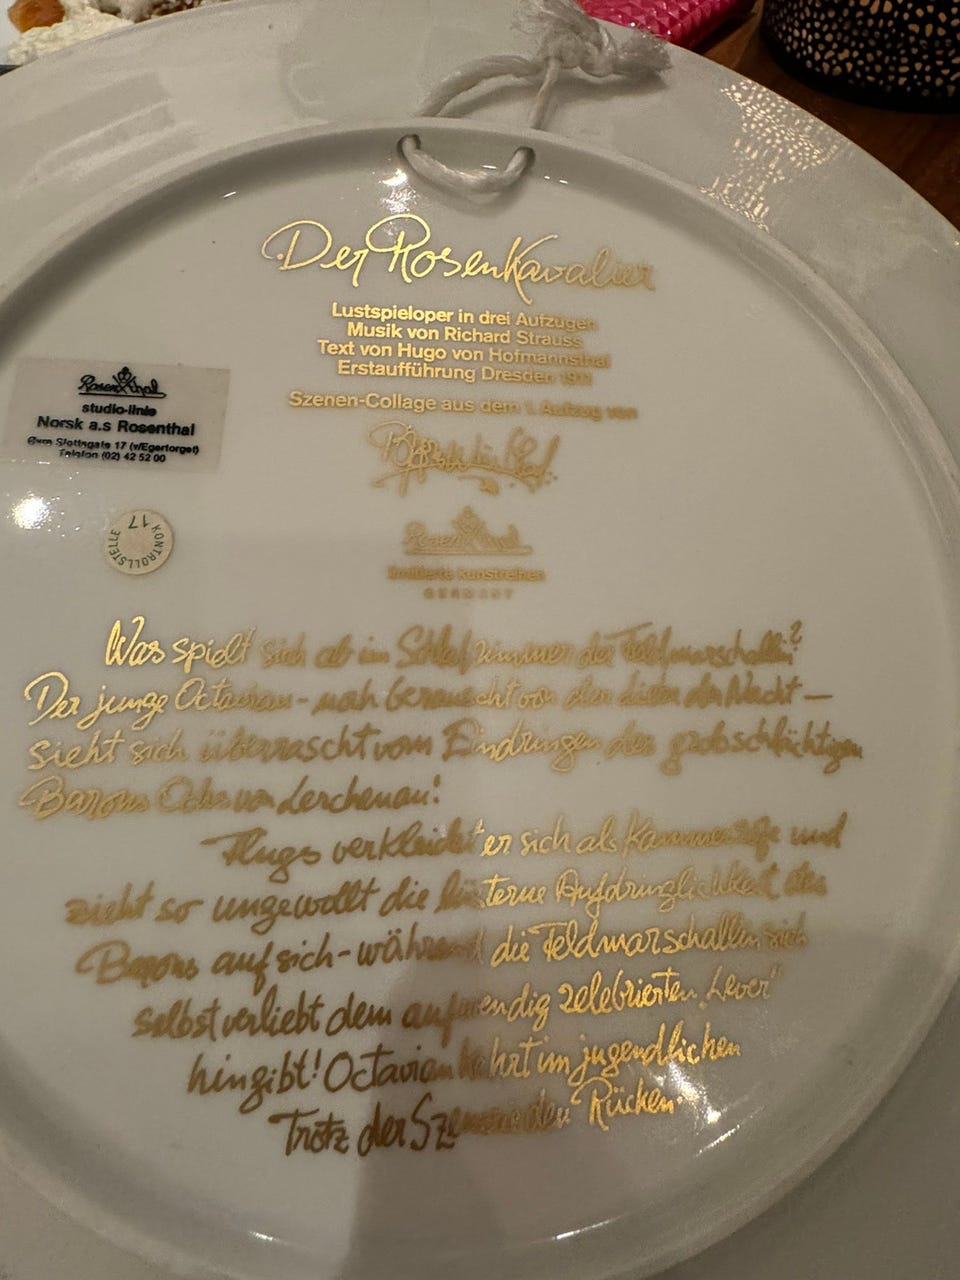 Der Rosenkavalier
Lustspieloper in drei Aufzügen
Musik von Richard Strauss
Text von Hugo von Hofmannsthal
Erstaufführung Dresden 1911
Szenen-Collage aus dem 1. Aufzug von
Rosenthal
studio-linie
Norsk a.s Rosenthal
Øvre Slottsgate 17 (v/Egertorget)
Telefon (02) 42 52 00
KONTROLLSTELLE
17
Rosenthal
limitierte kunstreihen
GERMANY
Was spielt sich ab im Schlafzimmer der Feldmarschallin?
Der junge Octavian - noch berauscht von den der Nacht —
sieht sich überrascht vom Eindringen des grobschlächtigen
Barons Ochs von Lerchenau!
Flugs verkleidet er sich als Kammerzofe und
zieht so ungewollt die lüsterne Aufdringlichkeit des
Barons auf sich - während die Feldmarschallin sich
selbstverliebt dem aufwendig zelebrierten "Lever"
hingibt! Octavian kehrt im jugendlichen
Trotz der Szene den Rücken.